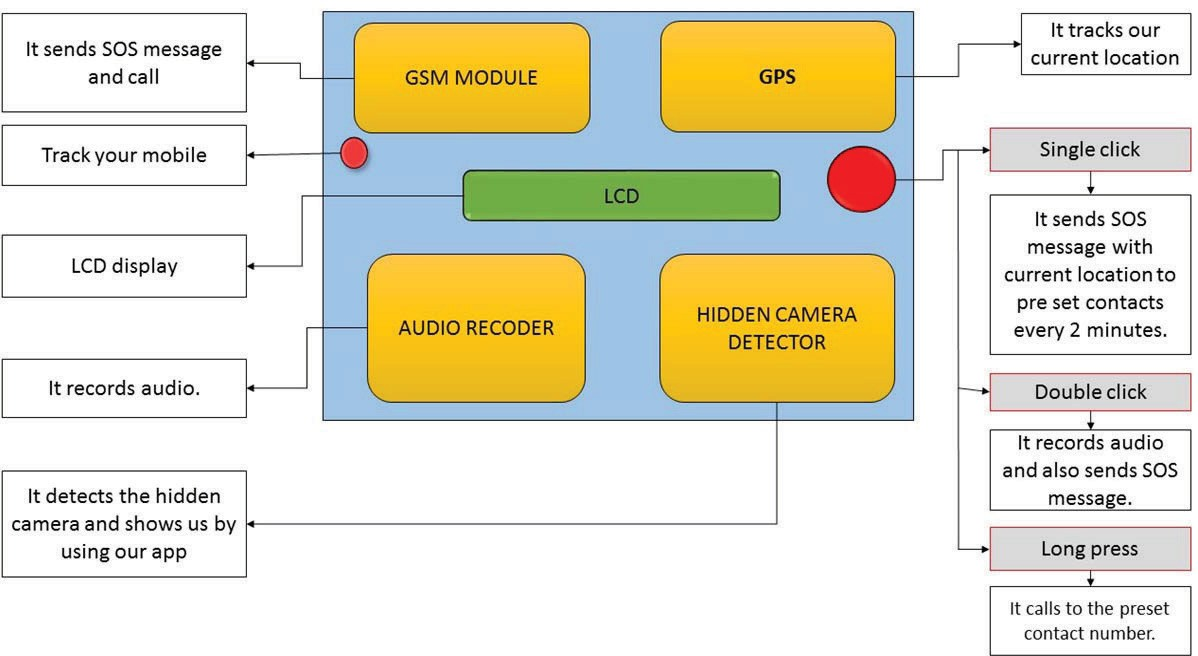 It sends SOS message
and call
Track your mobile
LCD display
It records audio.
It detects the hidden
camera and shows us by
using our app
GSM MODULE
GPS
LCD
AUDIO RECODER
HIDDEN CAMERA
DETECTOR
It tracks our
current location
Single click
It sends SOS
message with
current location to
pre set contacts
every 2 minutes.
Double click
It records audio
and also sends SOS
message.
Long press
It calls to the preset
contact number.